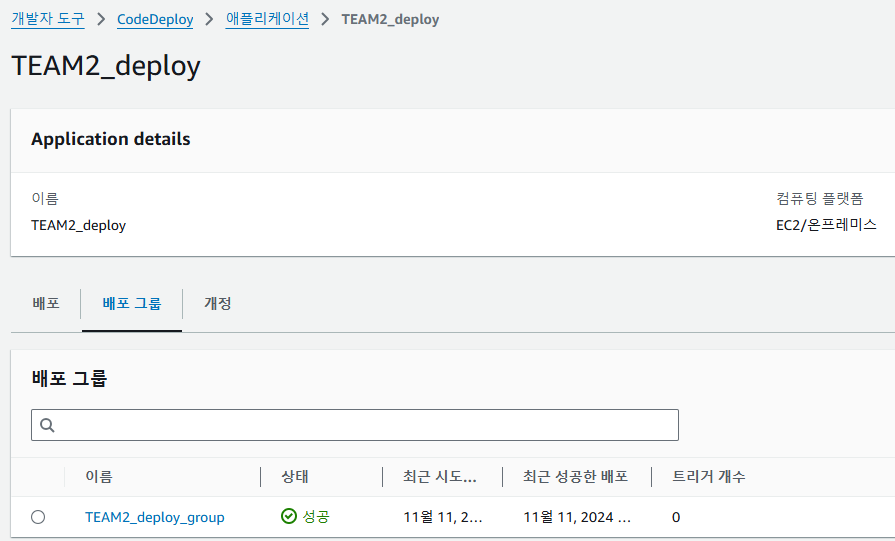 개발자 도구 > CodeDeploy > 애플리케이션 > TEAM2_deploy
TEAM2_deploy
Application details
이름 컴퓨팅 플랫폼
TEAM2_deploy EC2/온프레미스
배포 배포 그룹 개정
배포 그룹
이름 상태 최근 시도... 최근 성공한 배포 트리거 개수
TEAM2_deploy_group 성공 11월 11, 2... 11월 11, 2024 ... 0